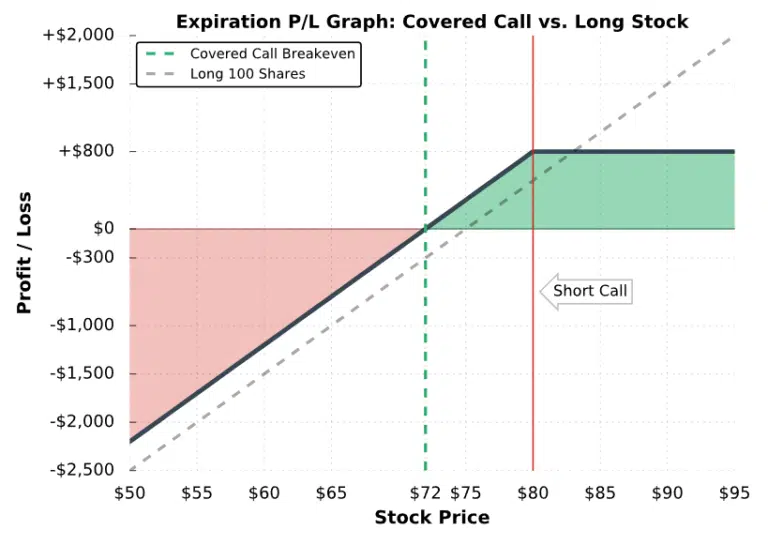 Expiration P/L Graph: Covered Call vs. Long Stock
Covered Call Breakeven
Long 100 Shares
+$2,000
+$1,500
+$800
$0
-$300
-$1,000
-$1,500
-$2,000
-$2,500
Profit / Loss
Short Call
$50 $55 $60 $65 $72 $75 $80 $85 $90 $95
Stock Price